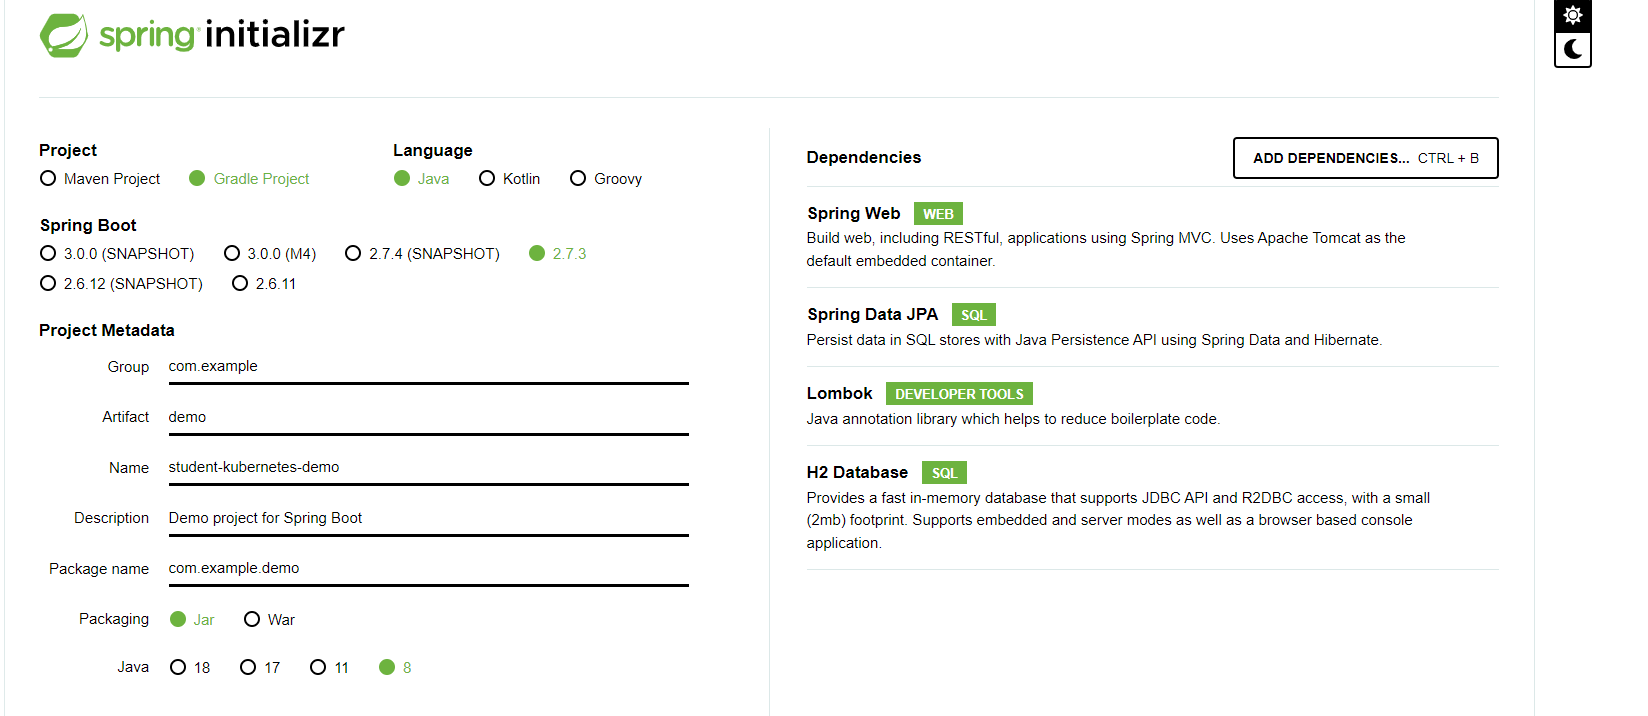 spring initializr
Project
Maven Project Gradle Project
Language
Java Kotlin Groovy
Spring Boot
3.0.0 (SNAPSHOT) 3.0.0 (M4) 2.7.4 (SNAPSHOT) 2.7.3
2.6.12 (SNAPSHOT) 2.6.11
Project Metadata
Group com.example
Artifact demo
Name student-kubernetes-demo
Description Demo project for Spring Boot
Package name com.example.demo
Packaging Jar War
Java 18 17 11 8
Dependencies
ADD DEPENDENCIES... CTRL + B
Spring Web WEB
Build web, including RESTful, applications using Spring MVC. Uses Apache Tomcat as the
default embedded container.
Spring Data JPA SQL
Persist data in SQL stores with Java Persistence API using Spring Data and Hibernate.
Lombok DEVELOPER TOOLS
Java annotation library which helps to reduce boilerplate code.
H2 Database SQL
Provides a fast in-memory database that supports JDBC API and R2DBC access, with a small
(2mb) footprint. Supports embedded and server modes as well as a browser based console
application.